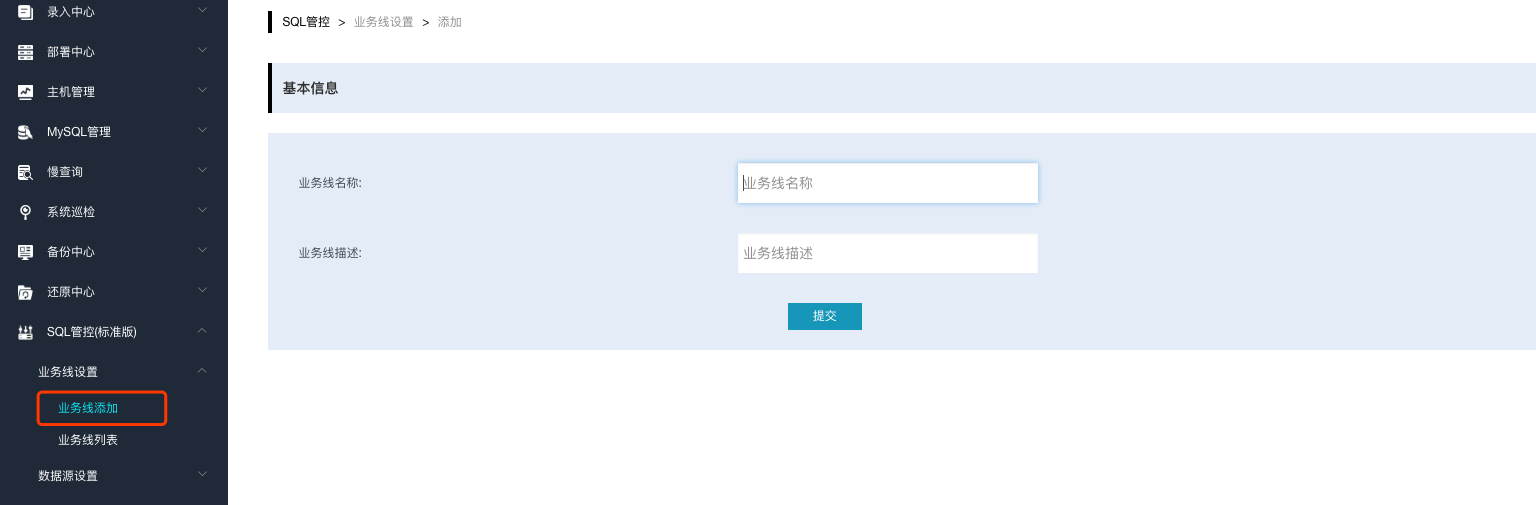 录入中心
部署中心
主机管理
MySQL管理
慢查询
系统巡检
备份中心
还原中心
SQL管控(标准版)
业务线设置
业务线添加
业务线列表
数据源设置
SQL管控 > 业务线设置 > 添加
基本信息
业务线名称: 业务线名称
业务线描述: 业务线描述
提交